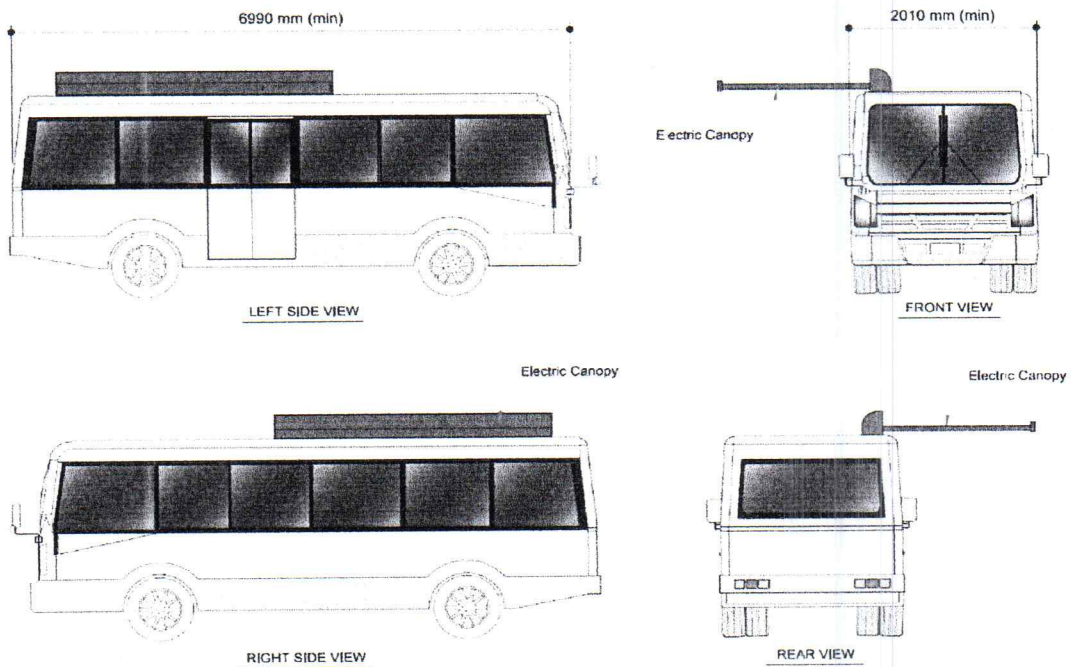 6990 mm (min)
2010 mm (min)
E ectric Canopy
LEFT SIDE VIEW
FRONT VIEW
Electric Canopy
Electric Canopy
RIGHT SIDE VIEW
REAR VIEW